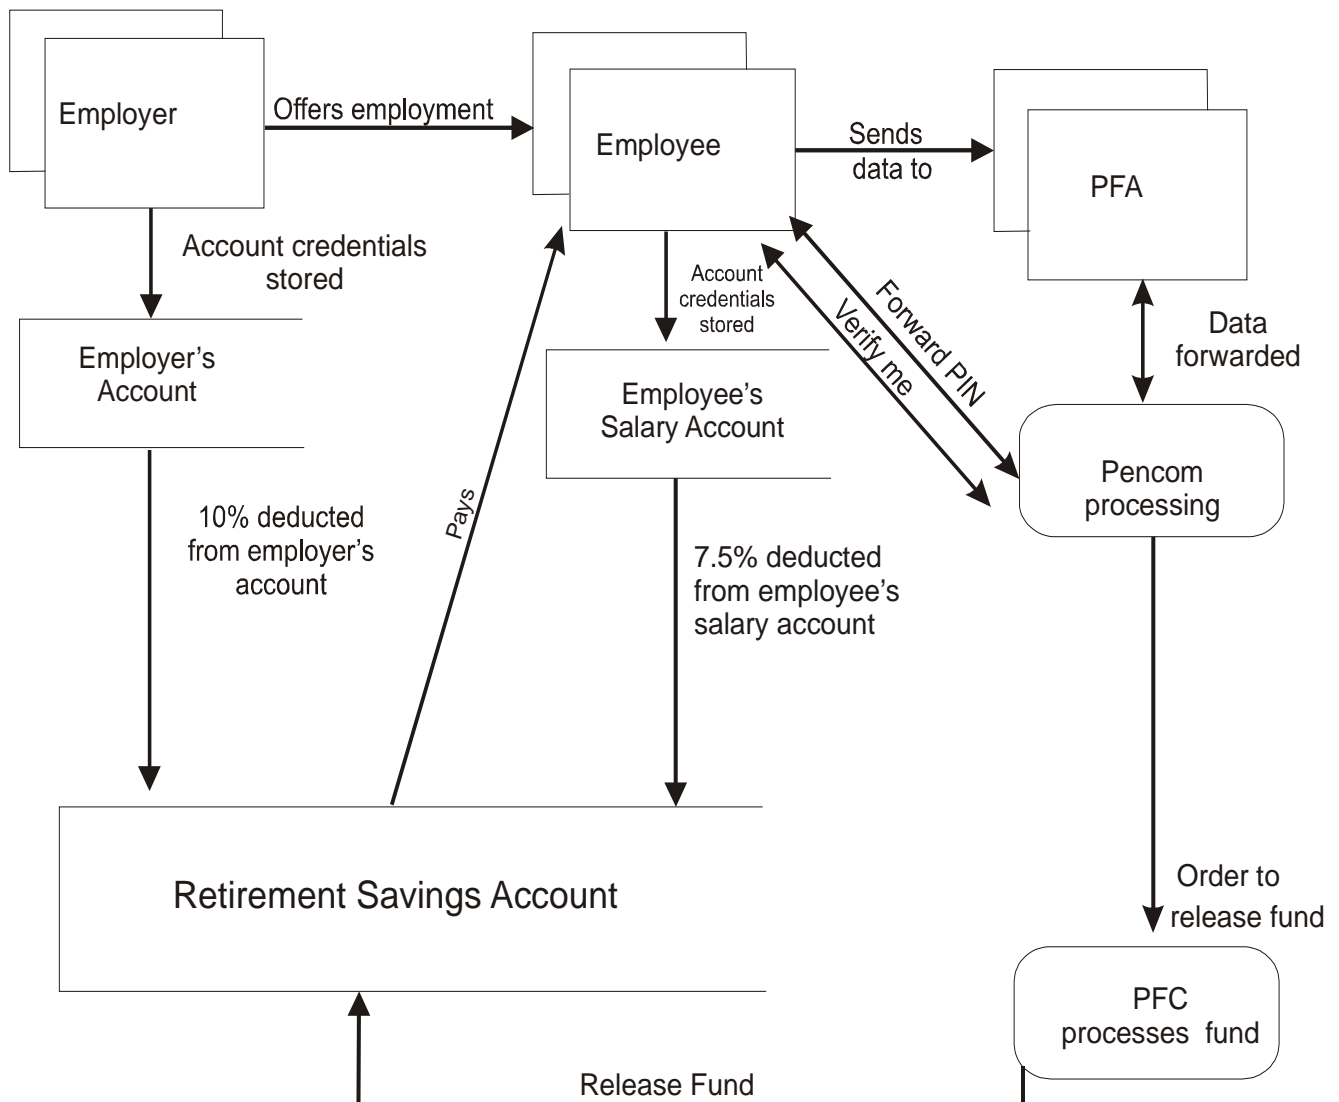 Employer
Offers employment
Employee
Sends
data to
PFA
Account credentials
stored
Account
credentials
stored
Forward PIN
Verify me
Data
forwarded
Employer’s
Account
Employee’s
Salary Account
Pencom
processing
Pays
10% deducted
from employer’s
account
7.5% deducted
from employee’s
salary account
Retirement Savings Account
Order to
release fund
PFC
processes fund
Release Fund